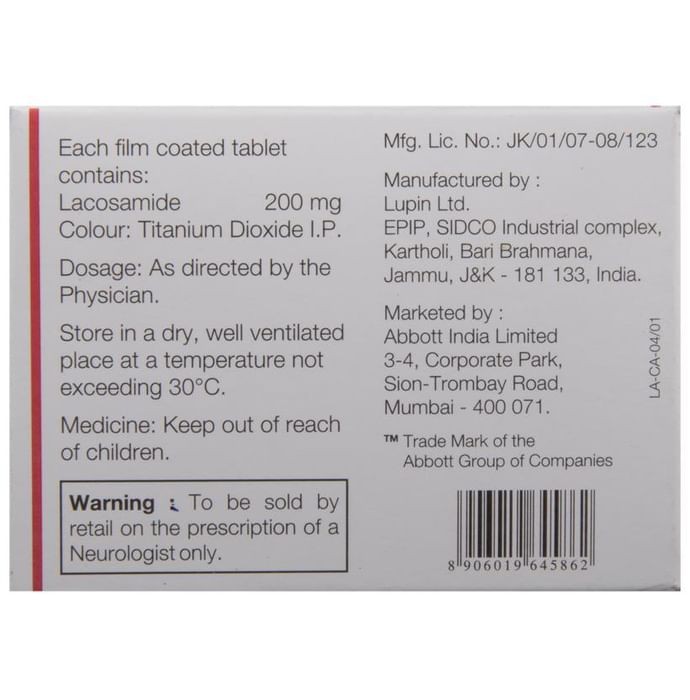 Each film coated tablet
contains:
Lacosamide 200 mg
Colour: Titanium Dioxide I.P.
Dosage: As directed by the
Physician.
Store in a dry, well ventilated
place at a temperature not
exceeding 30°C.
Medicine: Keep out of reach
of children.
Warning : To be sold by
retail on the prescription of a
Neurologist only.
Mfg. Lic. No.: JK/01/07-08/123
Manufactured by :
Lupin Ltd.
EPIP, SIDCO Industrial complex,
Kartholi, Bari Brahmana,
Jammu, J&K - 181 133, India.
Marketed by :
Abbott India Limited
3-4, Corporate Park,
Sion-Trombay Road,
Mumbai - 400 071.
™ Trade Mark of the
Abbott Group of Companies
8 906019 645862
LA-CA-04/01